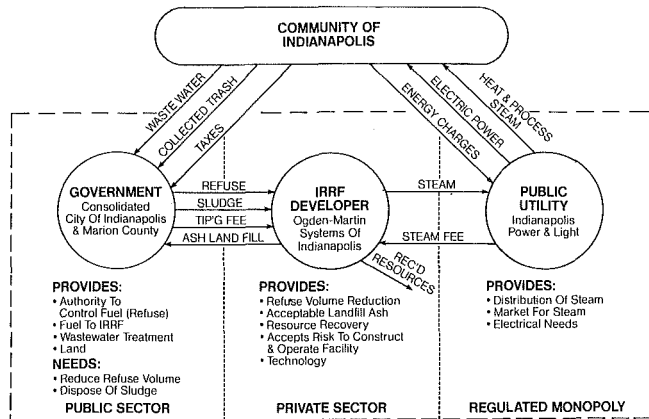 COMMUNITY OF
INDIANAPOLIS
WASTE WATER
COLLECTED TRASH
TAXES
ENERGY CHARGES
ELECTRIC POWER
HEAT & PROCESS
STEAM
GOVERNMENT
Consolidated
City Of Indianapolis
& Marion County
REFUSE
SLUDGE
TIP'G FEE
ASH LAND FILL
IRRF
DEVELOPER
Ogden-Martin
Systems Of
Indianapolis
STEAM
STEAM FEE
REC'D
RESOURCES
PUBLIC
UTILITY
Indianapolis
Power & Light
PROVIDES:
• Authority To
Control Fuel (Refuse)
• Fuel To IRRF
• Wastewater Treatment
• Land
NEEDS:
• Reduce Refuse Volume
• Dispose Of Sludge
PUBLIC SECTOR
PROVIDES:
• Refuse Volume Reduction
• Acceptable Landfill Ash
• Resource Recovery
• Accepts Risk To Construct
& Operate Facility
• Technology
PRIVATE SECTOR
PROVIDES:
• Distribution Of Steam
• Market For Steam
• Electrical Needs
REGULATED MONOPOLY